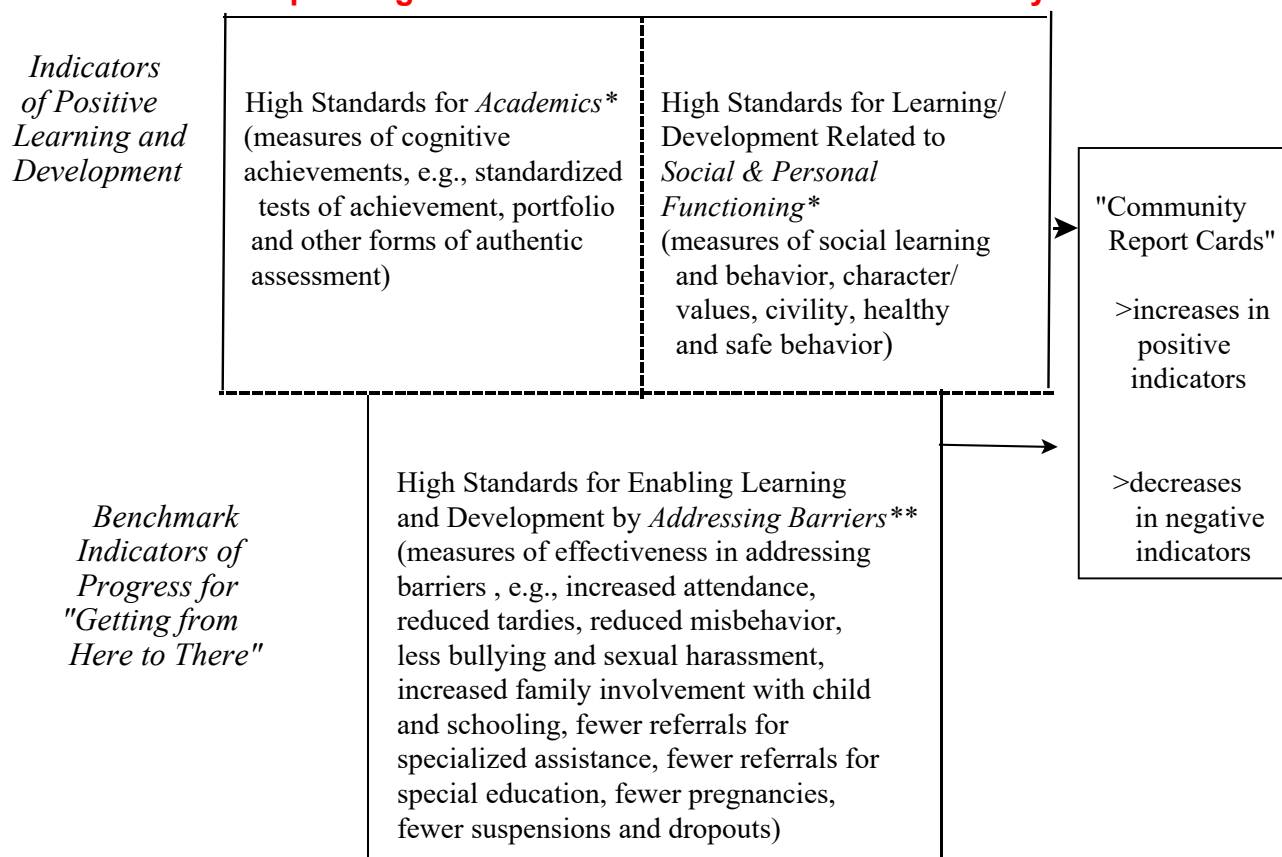 Indicators
of Positive
Learning and
Development
High Standards for Academics*
(measures of cognitive
achievements, e.g., standardized
tests of achievement, portfolio
and other forms of authentic
assessment)
High Standards for Learning/
Development Related to
Social & Personal
Functioning*
(measures of social learning
and behavior, character/
values, civility, healthy
and safe behavior)
"Community
Report Cards"
>increases in
positive
indicators
>decreases
in negative
indicators
Benchmark
Indicators of
Progress for
"Getting from
Here to There"
High Standards for Enabling Learning
and Development by Addressing Barriers**
(measures of effectiveness in addressing
barriers , e.g., increased attendance,
reduced tardies, reduced misbehavior,
less bullying and sexual harassment,
increased family involvement with child
and schooling, fewer referrals for
specialized assistance, fewer referrals for
special education, fewer pregnancies,
fewer suspensions and dropouts)